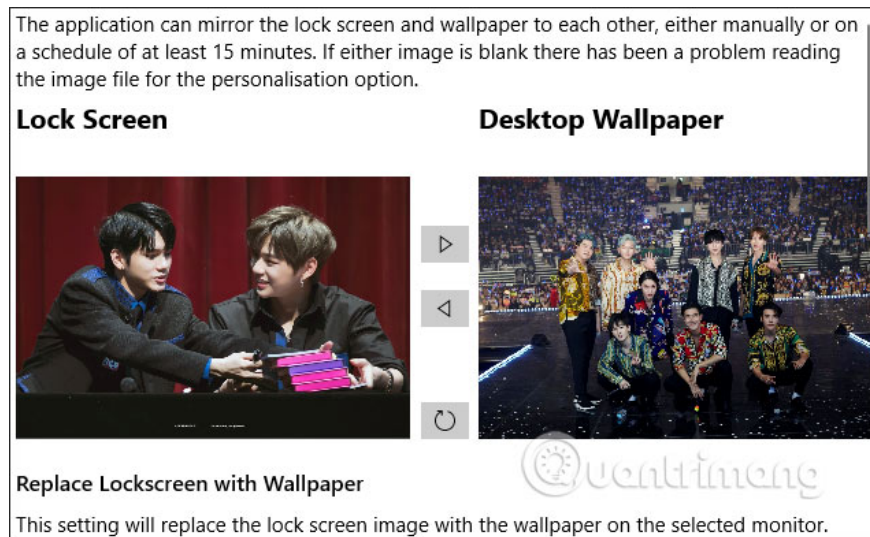 The application can mirror the lock screen and wallpaper to each other, either manually or on
a schedule of at least 15 minutes. If either image is blank there has been a problem reading
the image file for the personalisation option.
Lock Screen
Desktop Wallpaper
Quantrimang
Replace Lockscreen with Wallpaper
This setting will replace the lock screen image with the wallpaper on the selected monitor.